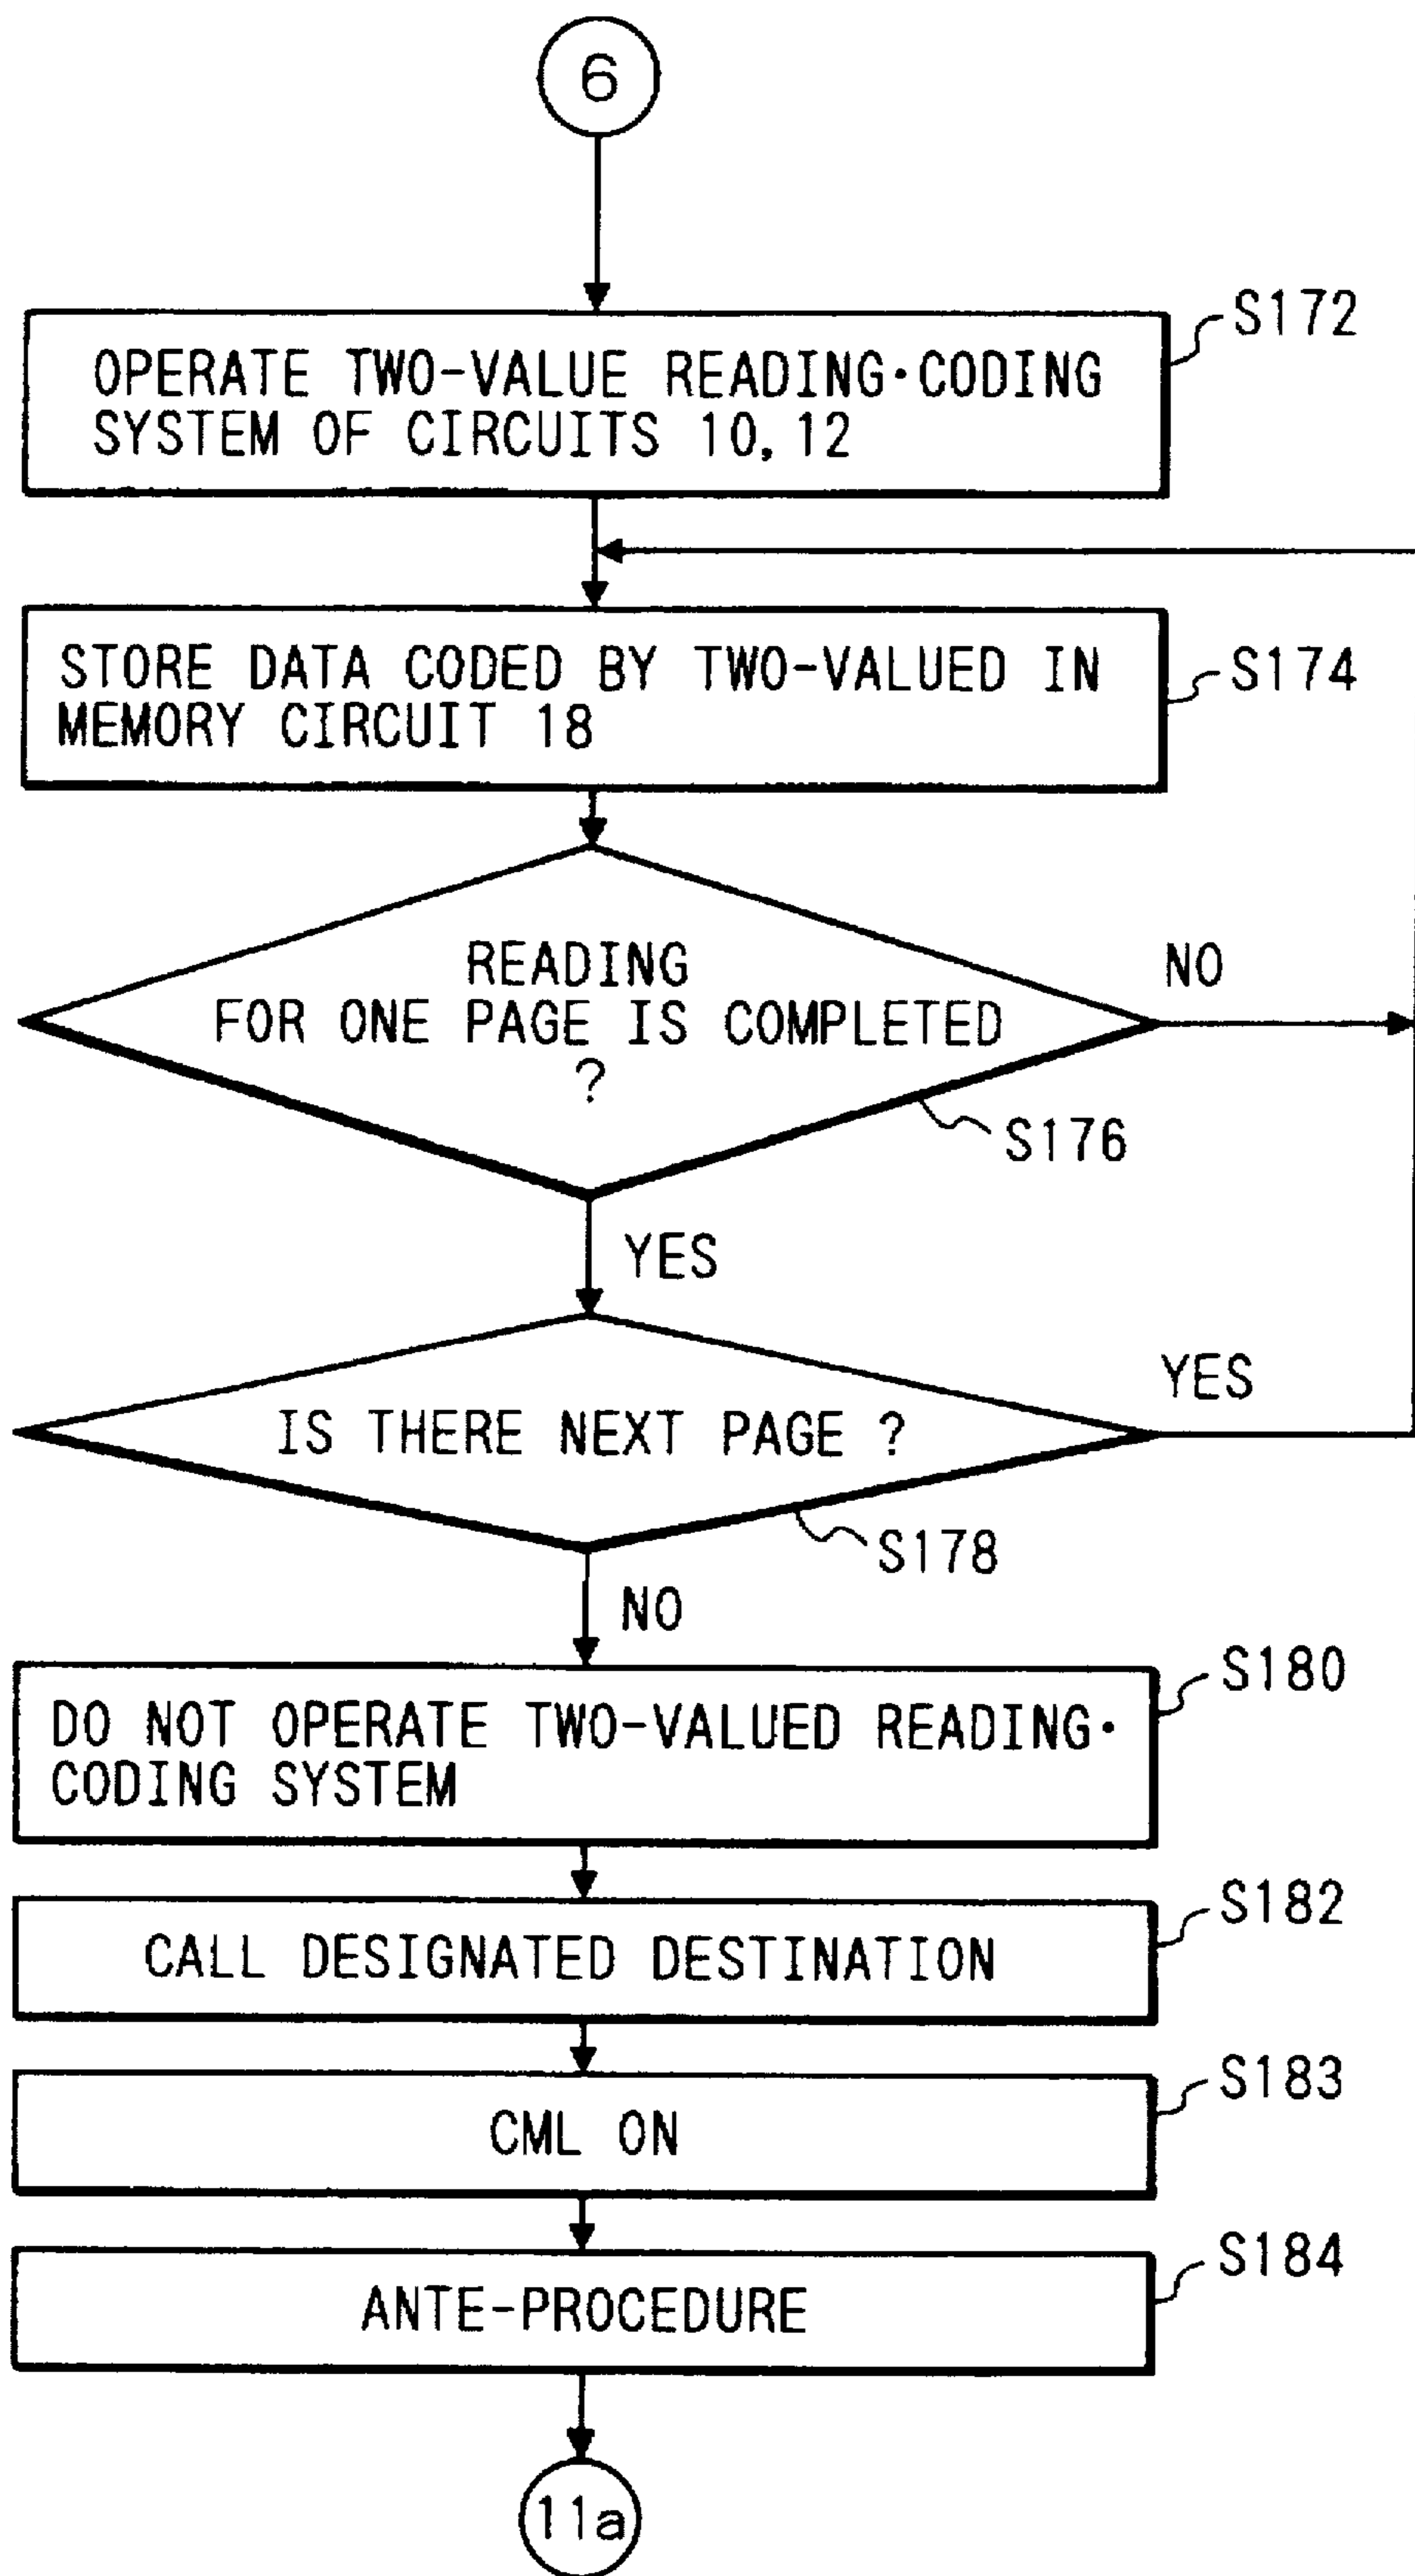 6
S172
OPERATE TWO-VALUE READING·CODING
SYSTEM OF CIRCUITS 10, 12
STORE DATA CODED BY TWO-VALUED IN
MEMORY CIRCUIT 18
S174
READING
FOR ONE PAGE IS COMPLETED
?
NO
S176
YES
IS THERE NEXT PAGE ?
YES
S178
NO
S180
DO NOT OPERATE TWO-VALUED READING·
CODING SYSTEM
S182
CALL DESIGNATED DESTINATION
S183
CML ON
S184
ANTE-PROCEDURE
11a